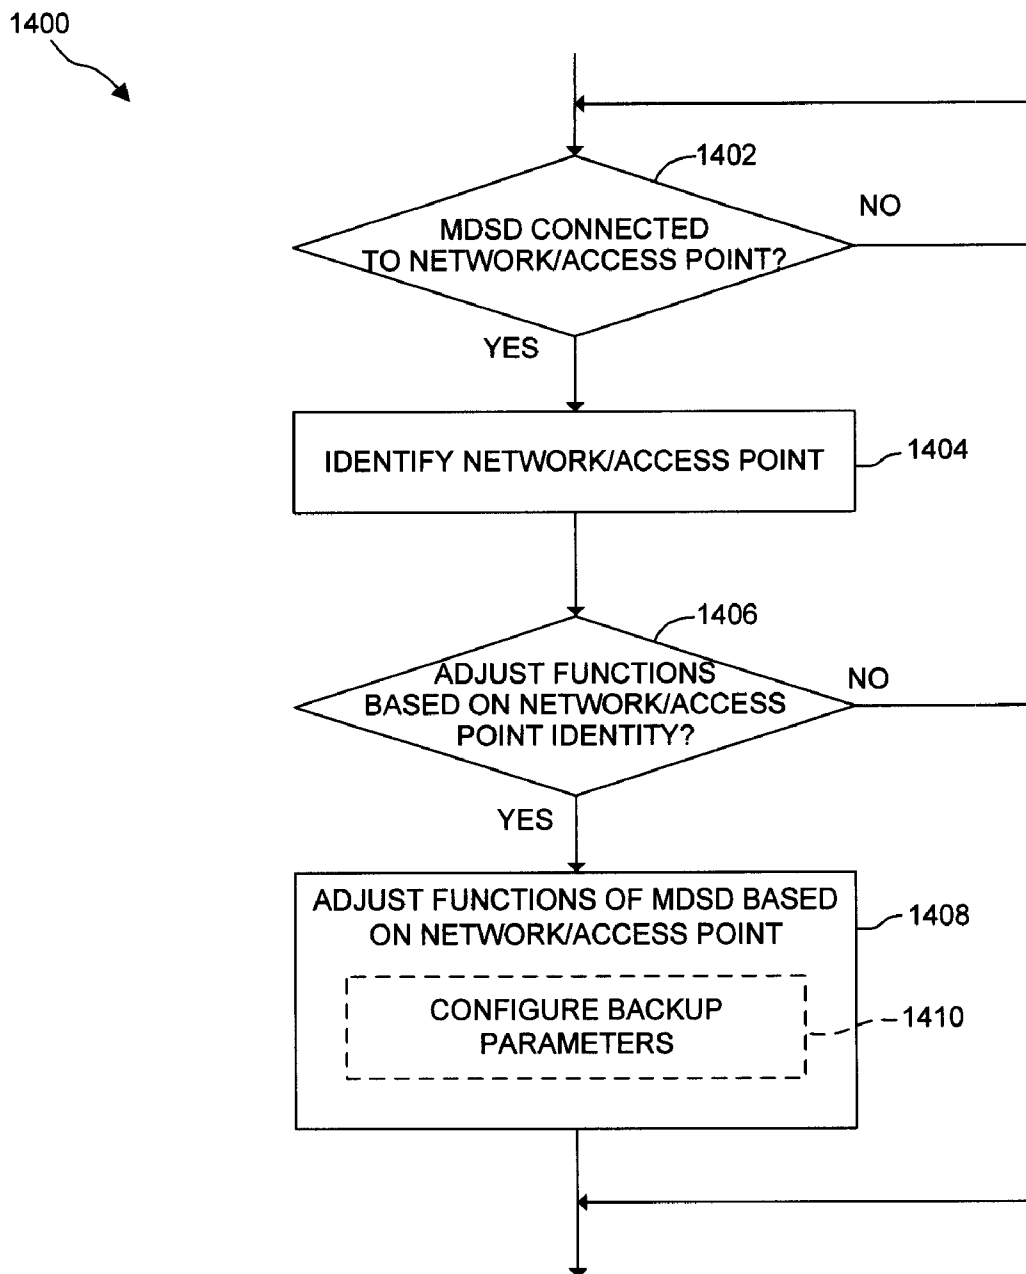 1400
1402
MDSD CONNECTED
TO NETWORK/ACCESS POINT?
NO
YES
IDENTIFY NETWORK/ACCESS POINT
1404
1406
ADJUST FUNCTIONS
BASED ON NETWORK/ACCESS
POINT IDENTITY?
NO
YES
ADJUST FUNCTIONS OF MDSD BASED
ON NETWORK/ACCESS POINT
1408
CONFIGURE BACKUP
PARAMETERS
1410